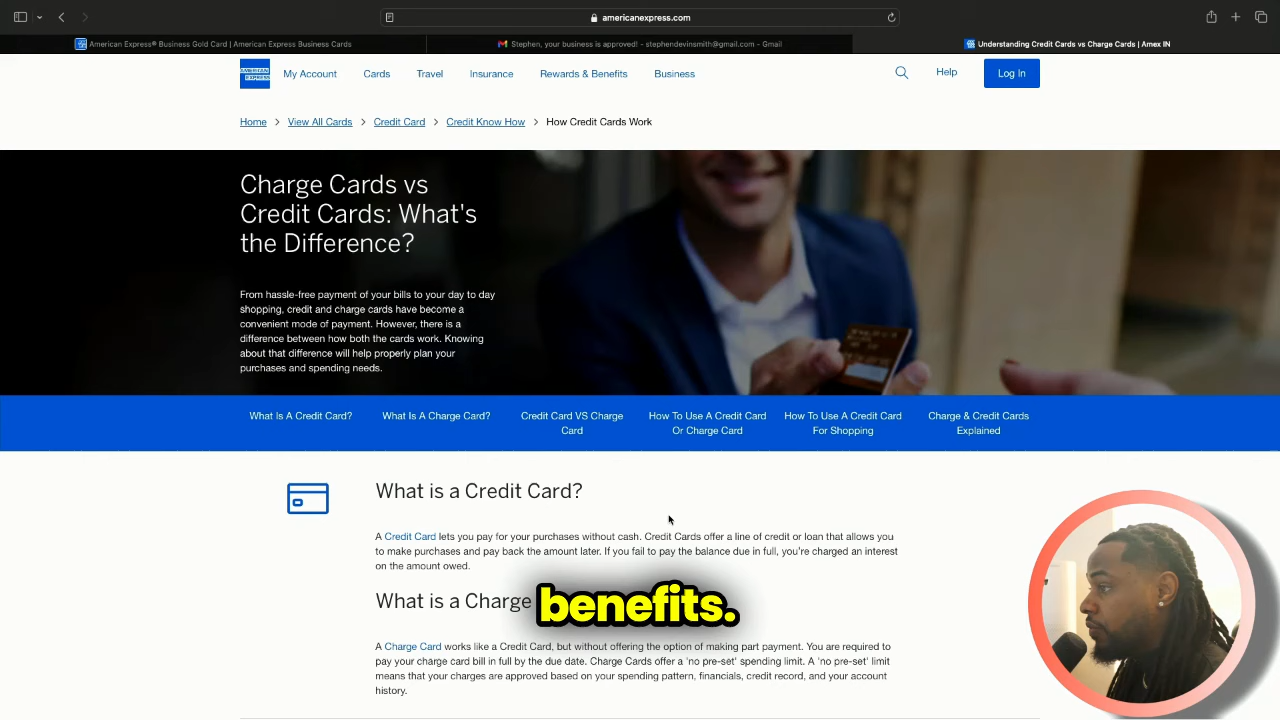 americanexpress.com
American Express® Business Gold Card | American Express Business Cards
Stephen, your business is approved! - stephendevinsmith@gmail.com - Gmail
Understanding Credit Cards vs Charge Cards | Amex IN
AMERICAN
EXPRESS
My Account
Cards
Travel
Insurance
Rewards & Benefits
Business
Help
Log In
Home
View All Cards
Credit Card
Credit Know How
How Credit Cards Work
Charge Cards vs
Credit Cards: What's
the Difference?
From hassle-free payment of your bills to your day to day
shopping, credit and charge cards have become a
convenient mode of payment. However, there is a
difference between how both the cards work. Knowing
about that difference will help properly plan your
purchases and spending needs.
What Is A Credit Card?
What Is A Charge Card?
Credit Card VS Charge
Card
How To Use A Credit Card
Or Charge Card
How To Use A Credit Card
For Shopping
Charge & Credit Cards
Explained
What is a Credit Card?
A Credit Card lets you pay for your purchases without cash. Credit Cards offer a line of credit or loan that allows you
to make purchases and pay back the amount later. If you fail to pay the balance due in full, you're charged an interest
on the amount owed.
What is a Charge
benefits.
A Charge Card works like a Credit Card, but without offering the option of making part payment. You are required to
pay your charge card bill in full by the due date. Charge Cards offer a 'no pre-set' spending limit. A 'no pre-set' limit
means that your charges are approved based on your spending pattern, financials, credit record, and your account
history.